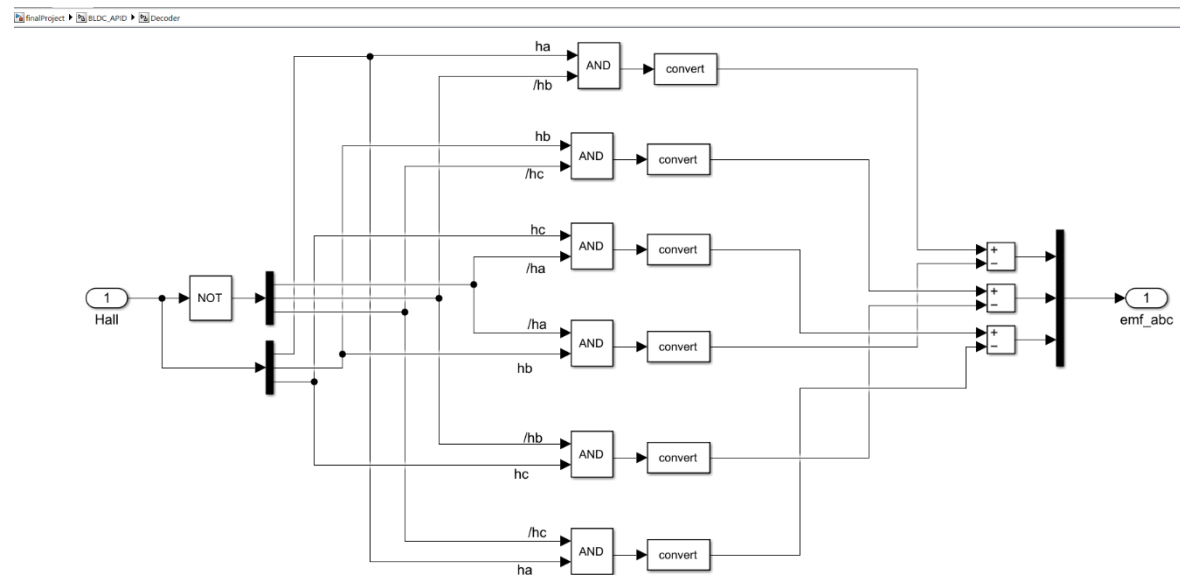 finalProject ▶ BLDC_APID ▶ Decoder
ha
/hb
AND
convert
hb
/hc
AND
convert
hc
/ha
AND
convert
+
−
1
Hall
NOT
+
−
1
emf_abc
/ha
hb
AND
convert
+
−
/hb
hc
AND
convert
/hc
ha
AND
convert